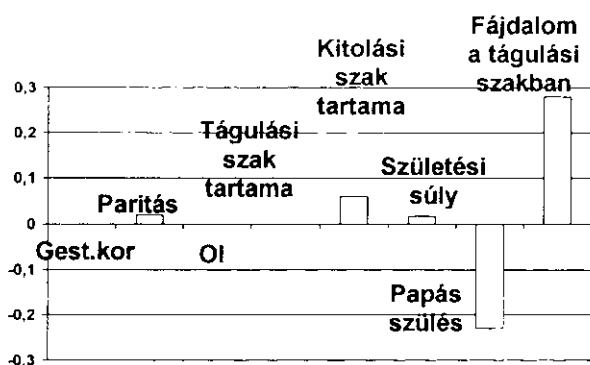 Kitolási
szak
tartama
Fájdalom
a tágulási
szakban
0,3
0,2
0,1
0
-0,1
-0,2
-0,3
Tágulási
szak
tartama
Születési
súly
Paritás
Gest.kor
OI
Papás
szülés